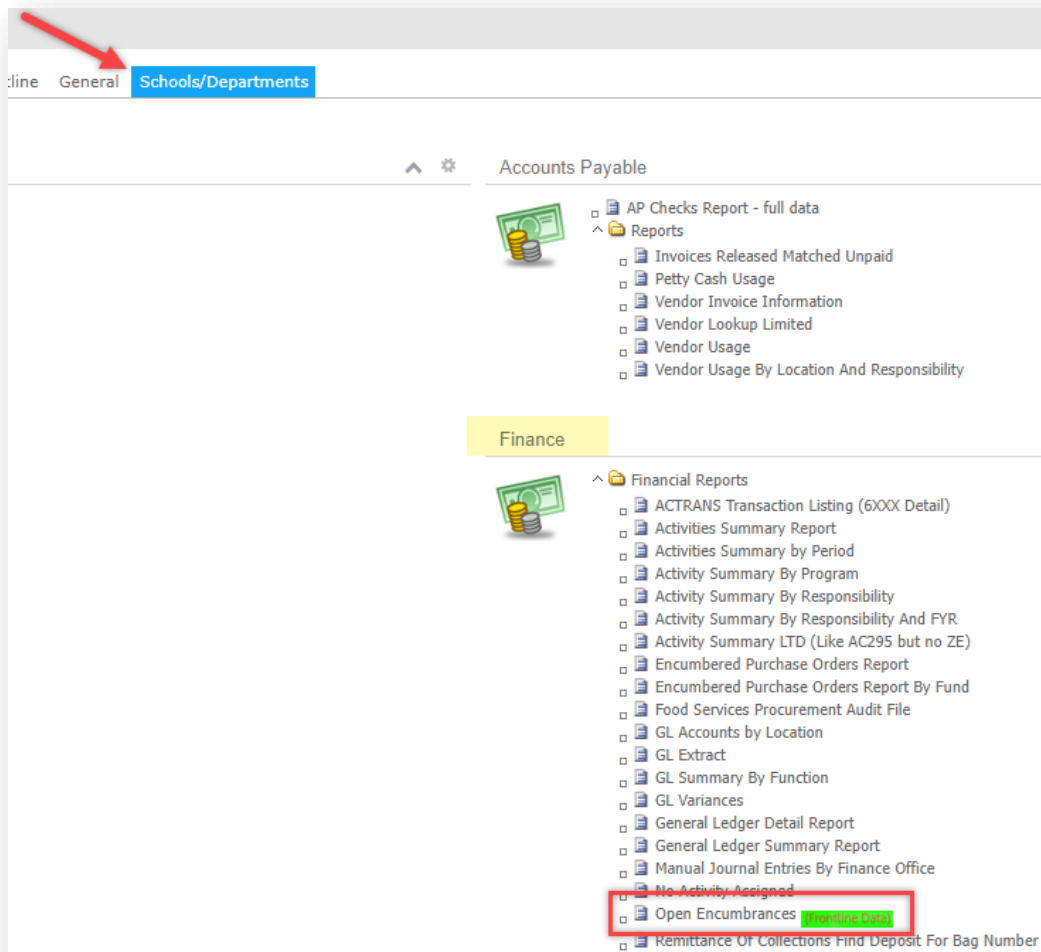 General Schools/Departments
Accounts Payable
AP Checks Report - full data
Reports
Invoices Released Matched Unpaid
Petty Cash Usage
Vendor Invoice Information
Vendor Lookup Limited
Vendor Usage
Vendor Usage By Location And Responsibility
Finance
Financial Reports
ACTRANS Transaction Listing (6XXX Detail)
Activities Summary Report
Activities Summary by Period
Activity Summary By Program
Activity Summary By Responsibility
Activity Summary By Responsibility And FYR
Activity Summary LTD (Like AC295 but no ZE)
Encumbered Purchase Orders Report
Encumbered Purchase Orders Report By Fund
Food Services Procurement Audit File
GL Accounts by Location
GL Extract
GL Summary By Function
GL Variances
General Ledger Detail Report
General Ledger Summary Report
Manual Journal Entries By Finance Office
No Activity Assigned
Open Encumbrances (Frontline Data)
Remittance Of Collections Find Deposit For Bag Number